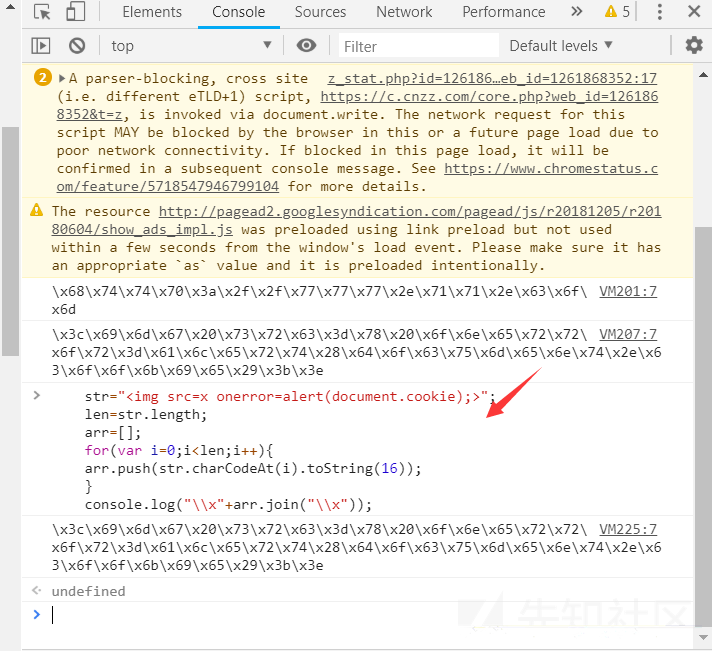 Elements Console Sources Network Performance » 5
top Filter Default levels
2 A parser-blocking, cross site z_stat.php?id=126186…eb_id=1261868352:17
(i.e. different eTLD+1) script, https://c.cnzz.com/core.php?web_id=126186
8352&t=z, is invoked via document.write. The network request for this
script MAY be blocked by the browser in this or a future page load due to
poor network connectivity. If blocked in this page load, it will be
confirmed in a subsequent console message. See https://www.chromestatus.c
om/feature/5718547946799104 for more details.
The resource http://pagead2.googlesyndication.com/pagead/js/r20181205/r20
180604/show_ads_impl.js was preloaded using link preload but not used
within a few seconds from the window's load event. Please make sure it has
an appropriate `as` value and it is preloaded intentionally.
\x68\x74\x74\x70\x3a\x2f\x2f\x77\x77\x77\x2e\x71\x71\x2e\x63\x6f\ VM201:7
x6d
\x3c\x69\x6d\x67\x20\x73\x72\x63\x3d\x78\x20\x6f\x6e\x65\x72\x72\ VM207:7
x6f\x72\x3d\x61\x6c\x65\x72\x74\x28\x64\x6f\x63\x75\x6d\x65\x6e\x74\x2e\x6
3\x6f\x6f\x6b\x69\x65\x29\x3b\x3e
> str="<img src=x onerror=alert(document.cookie);>";
len=str.length;
arr=[];
for(var i=0;i<len;i++){
arr.push(str.charCodeAt(i).toString(16));
}
console.log("\\x"+arr.join("\\x"));
\x3c\x69\x6d\x67\x20\x73\x72\x63\x3d\x78\x20\x6f\x6e\x65\x72\x72\ VM225:7
x6f\x72\x3d\x61\x6c\x65\x72\x74\x28\x64\x6f\x63\x75\x6d\x65\x6e\x74\x2e\x6
3\x6f\x6f\x6b\x69\x65\x29\x3b\x3e
undefined
>
先知社区